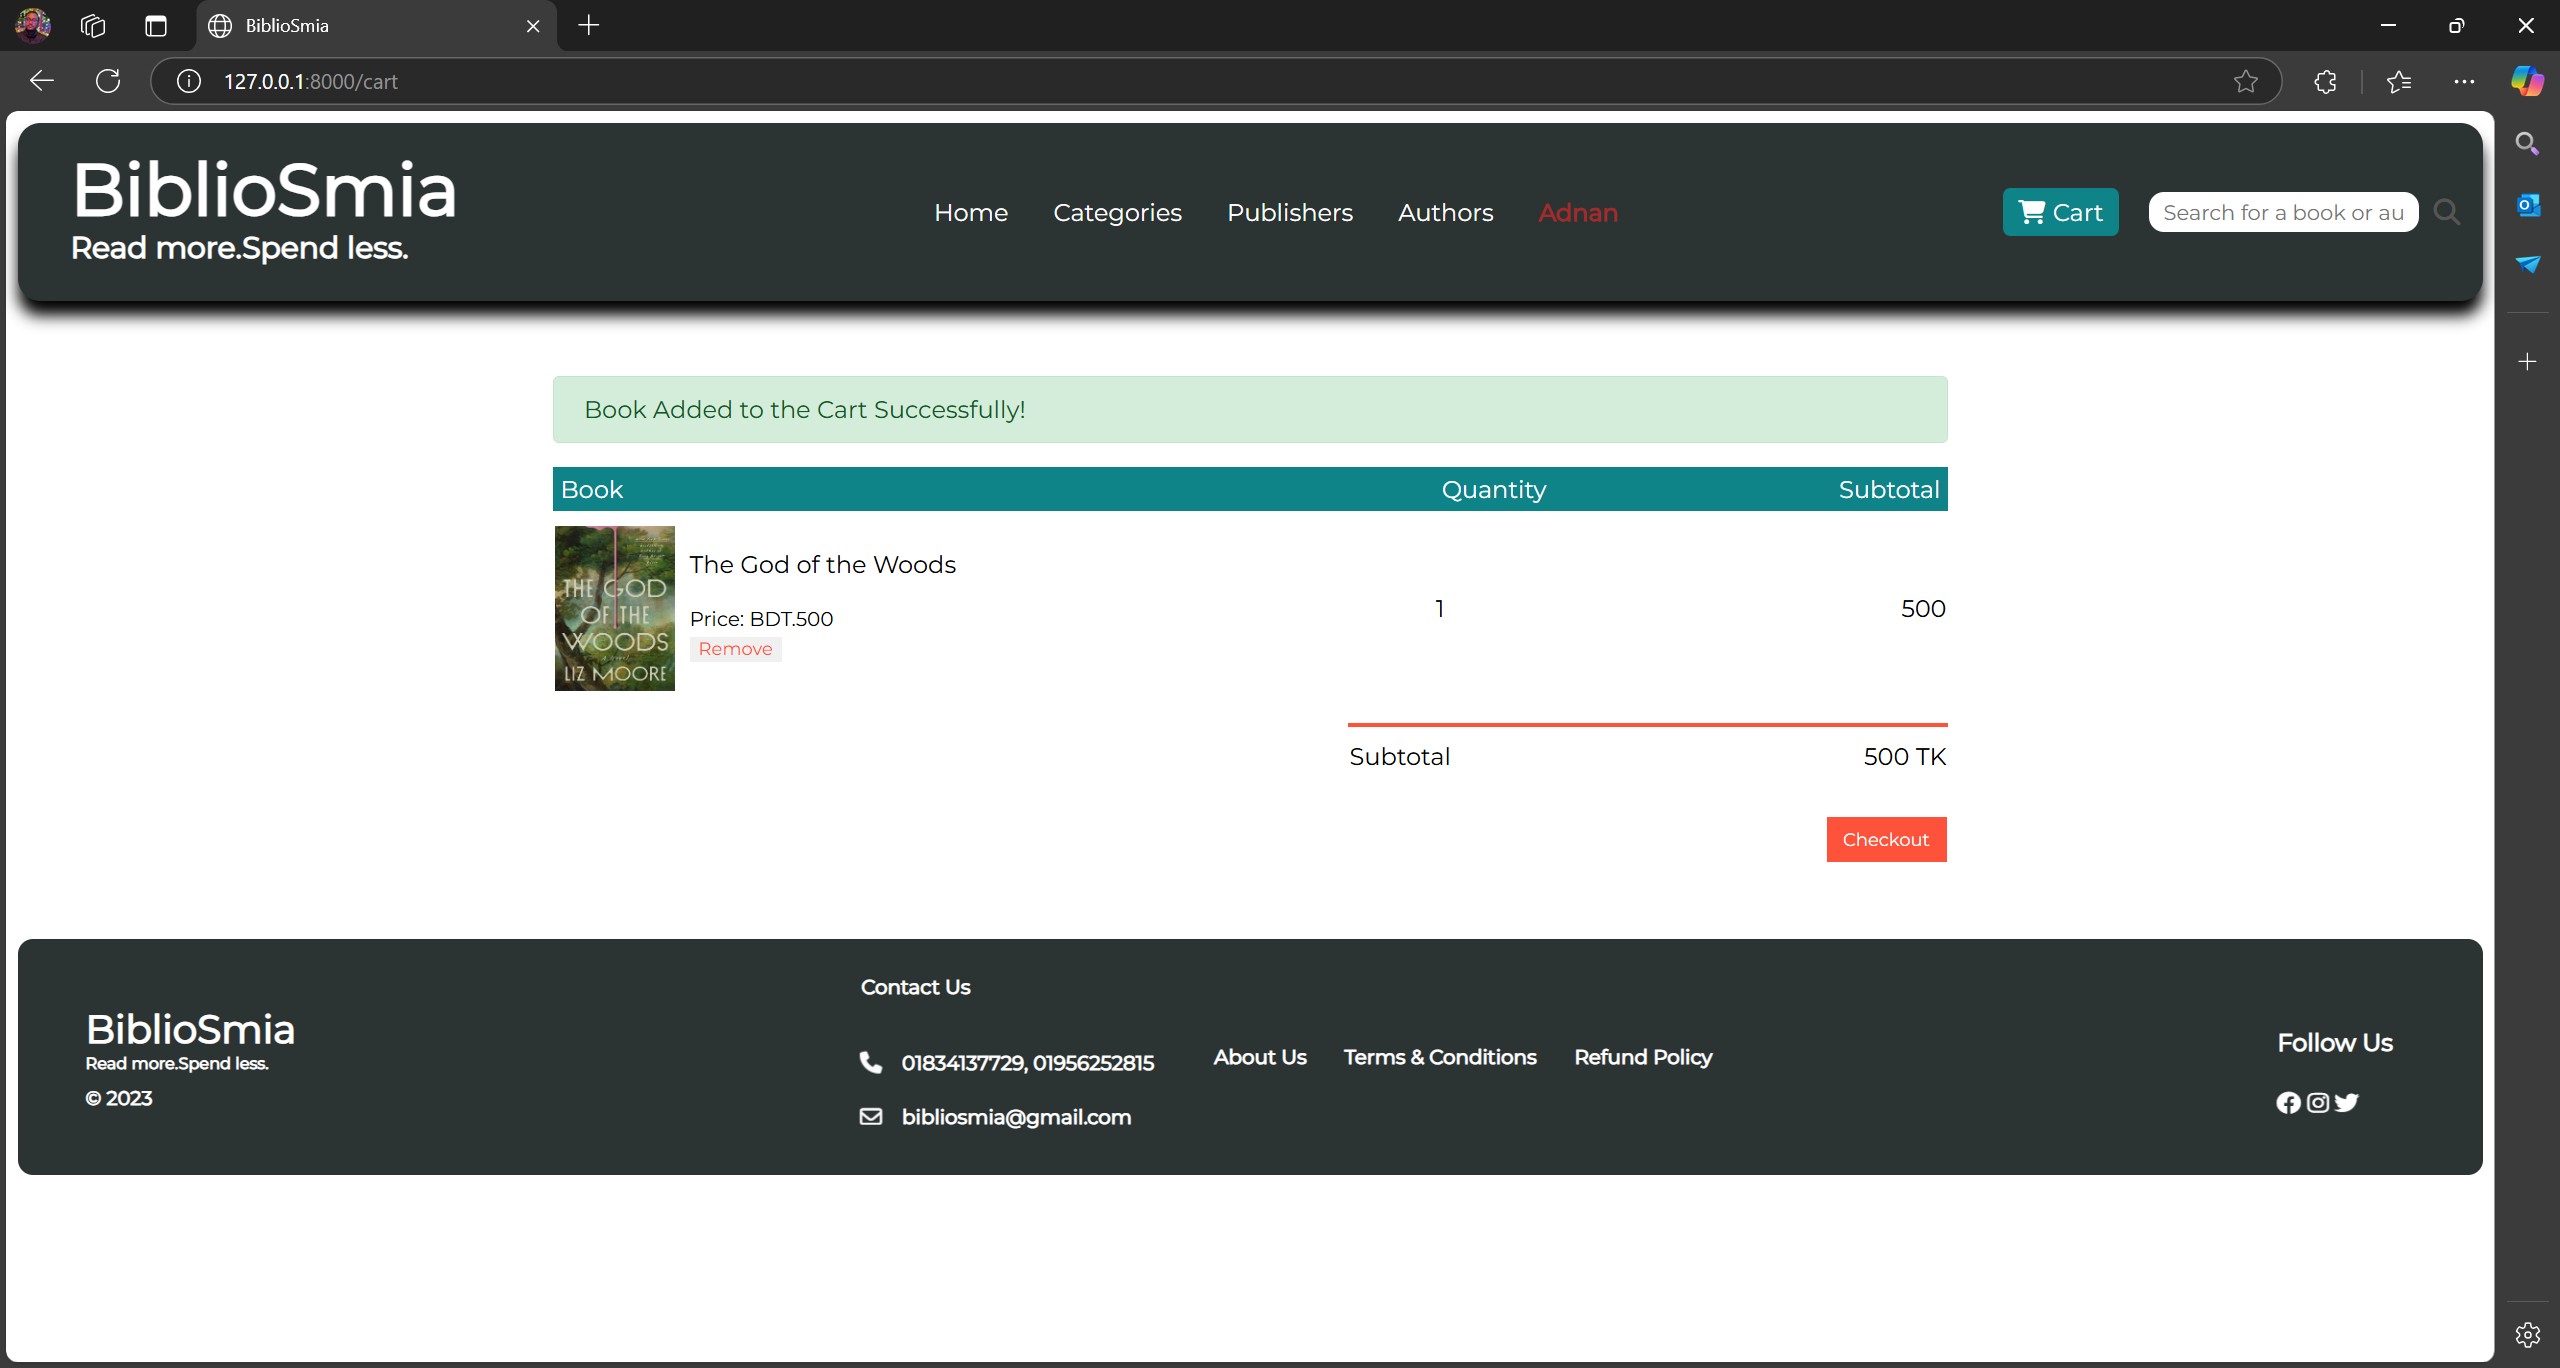 BiblioSmia
127.0.0.1:8000/cart
BiblioSmia
Read more.Spend less.
Home Categories Publishers Authors Adnan
Cart
Search for a book or au
Book Added to the Cart Successfully!
Book Quantity Subtotal
THE GOD
OF THE
WOODS
LIZ MOORE
The God of the Woods
Price: BDT.500
Remove
1 500
Subtotal 500 TK
Checkout
BiblioSmia
Read more.Spend less.
© 2023
Contact Us
01834137729, 01956252815
bibliosmia@gmail.com
About Us Terms & Conditions Refund Policy
Follow Us